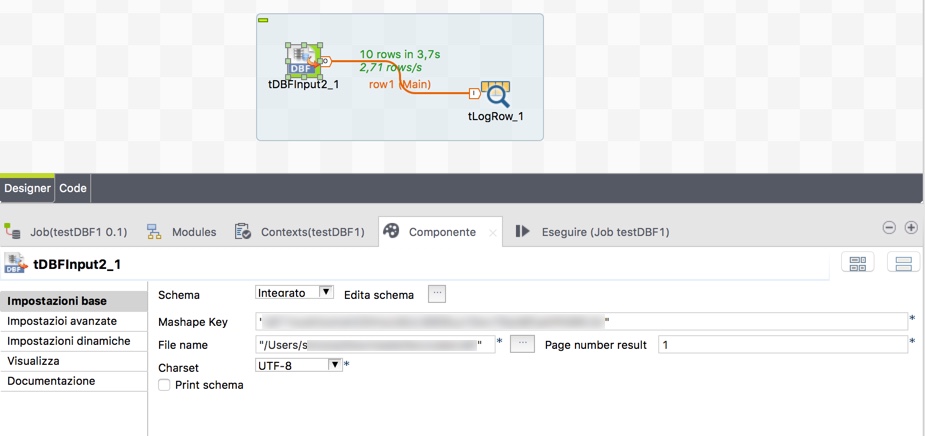 10 rows in 3,7s
2,71 rows/s
DBF
tDBFInput2_1
row1 (Main)
tLogRow_1
Designer
Code
Job(testDBF1 0.1)
Modules
Contexts(testDBF1)
Componente
Eseguire (Job testDBF1)
DBF
tDBFInput2_1
Impostazioni base
Impostazioi avanzate
Impostazioni dinamiche
Visualizza
Documentazione
Schema
Integrato
Edita schema
...
Mashape Key
"
"
*
File name
"/Users/s
"
*
...
Page number result
1
*
Charset
UTF-8
*
Print schema